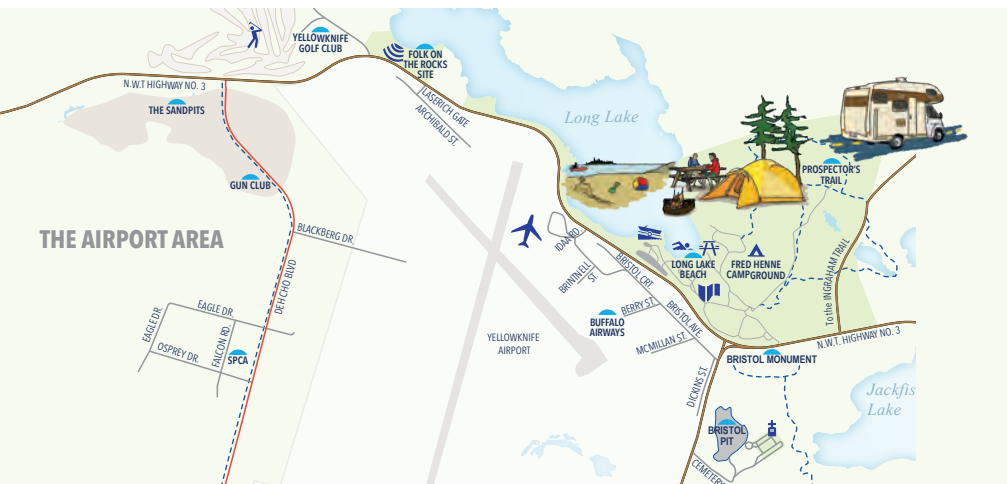 YELLOWKNIFE
GOLF CLUB
FOLK ON
THE ROCKS
SITE
N.W.T HIGHWAY NO. 3
THE SANDPITS
LASERICH GATE
ARCHIBALD ST.
Long Lake
PROSPECTOR'S
TRAIL
GUN CLUB
THE AIRPORT AREA
BLACKBERG DR.
DEH CHO BLVD
IDAA RD.
BRINTNELL
ST.
BRISTOL CRT.
LONG LAKE
BEACH
FRED HENNE
CAMPGROUND
To the INGRAHAM TRAIL
EAGLE DR.
EAGLE DR.
FALCON RD.
OSPREY DR.
SPCA
BERRY ST.
BUFFALO
AIRWAYS
BRISTOL AVE
MCMILLAN ST.
YELLOWKNIFE
AIRPORT
N.W.T. HIGHWAY NO. 3
BRISTOL MONUMENT
DICKINS ST.
Jackfis
Lake
BRISTOL
PIT
CEMETERY